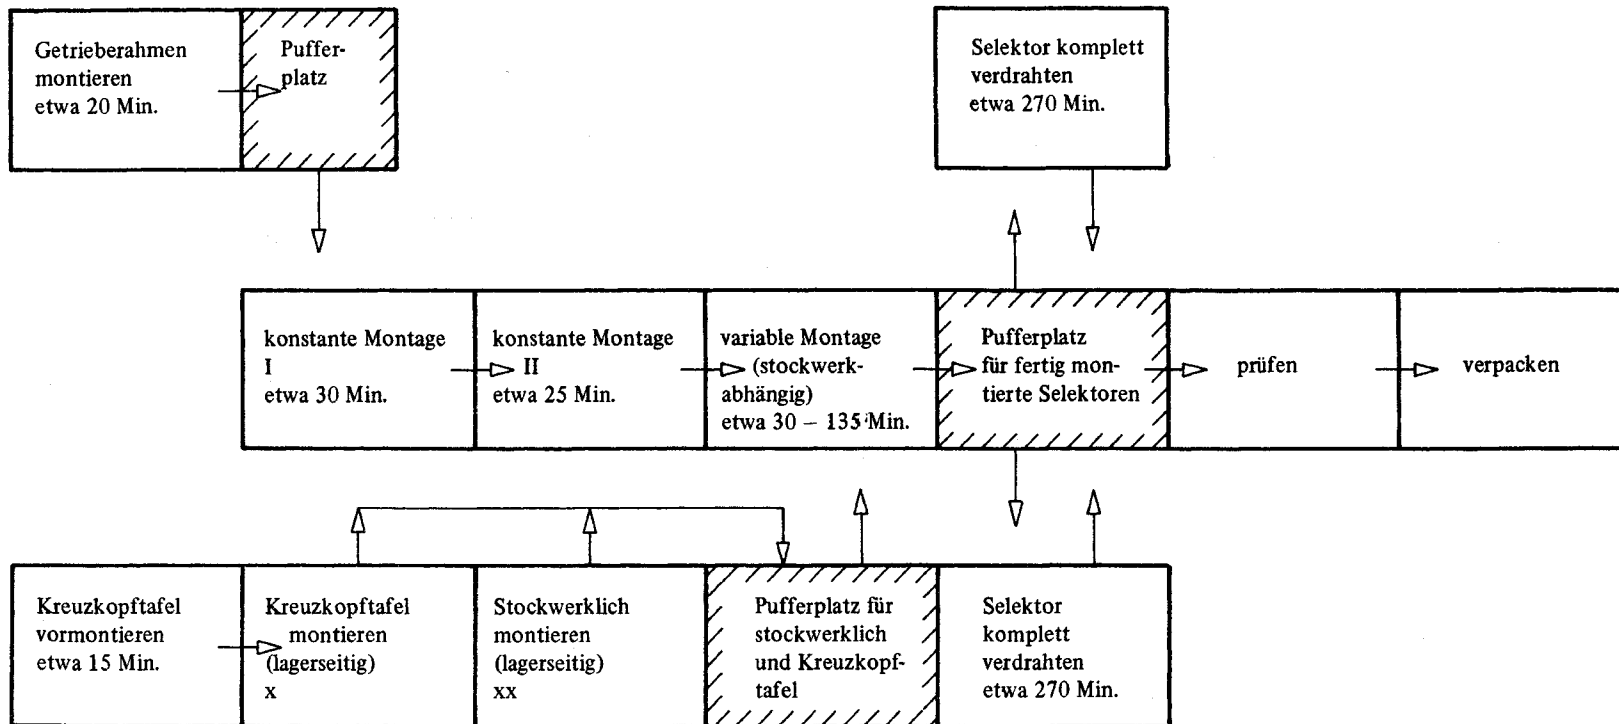 Getrieberahmen
montieren
etwa 20 Min.
Puffer-
platz
Selektor komplett
verdrahten
etwa 270 Min.
konstante Montage
I
etwa 30 Min.
konstante Montage
II
etwa 25 Min.
variable Montage
(stockwerk-
abhängig)
etwa 30 – 135 Min.
Pufferplatz
für fertig mon-
tierte Selektoren
prüfen
verpacken
Kreuzkopftafel
vormontieren
etwa 15 Min.
Kreuzkopftafel
montieren
(lagerseitig)
x
Stockwerklich
montieren
(lagerseitig)
xx
Pufferplatz für
stockwerklich
und Kreuzkopf-
tafel
Selektor
komplett
verdrahten
etwa 270 Min.